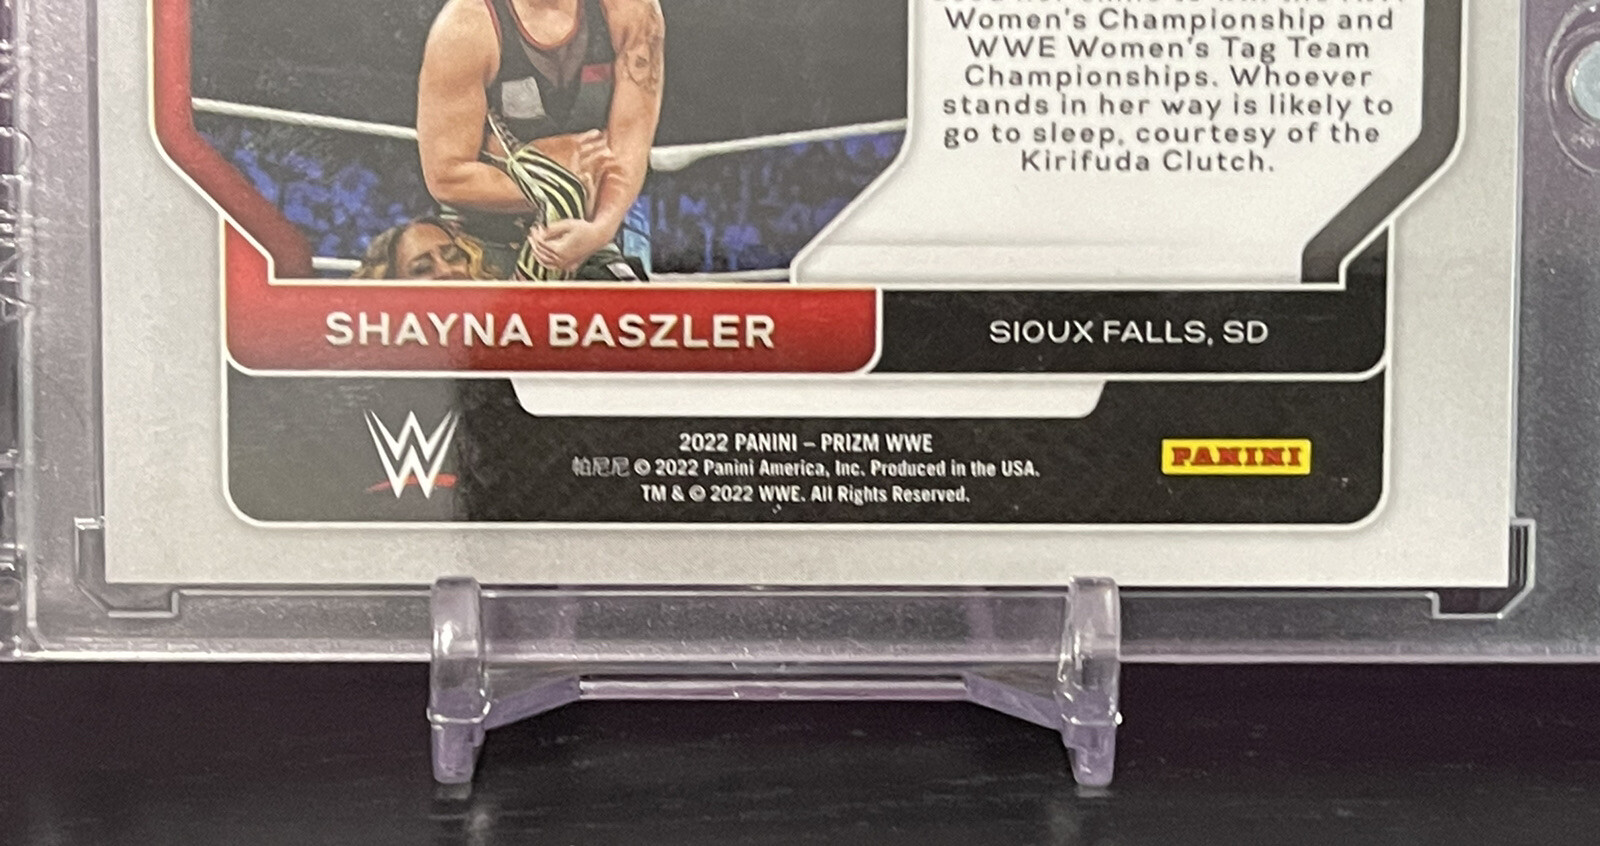 Women's Championship and
WWE Women's Tag Team
Championships. Whoever
stands in her way is likely to
go to sleep, courtesy of the
Kirifuda Clutch.
SHAYNA BASZLER
SIOUX FALLS, SD
W
2022 PANINI – PRIZM WWE
帕尼尼 © 2022 Panini America, Inc. Produced in the USA.
TM & © 2022 WWE. All Rights Reserved.
PANINI